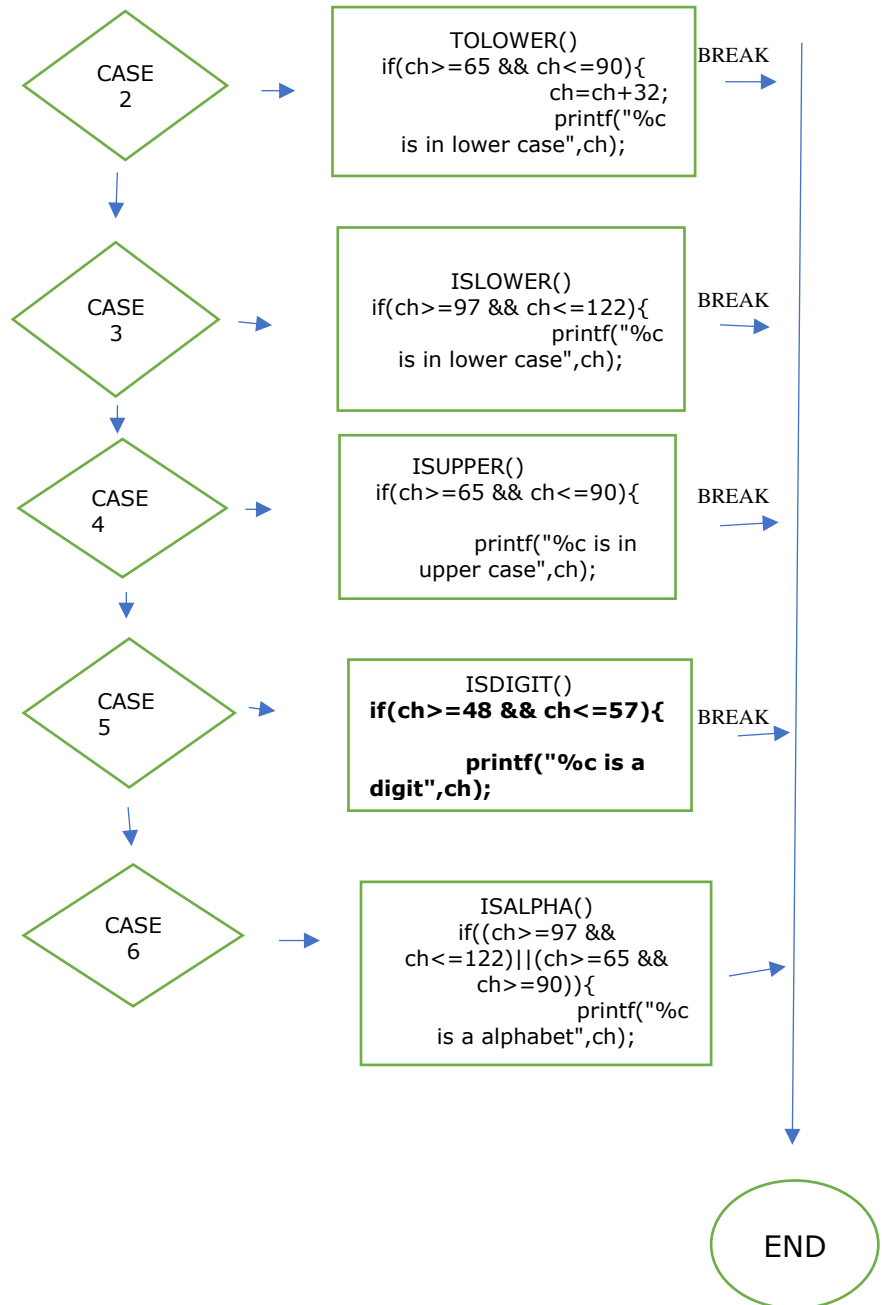 CASE
2
TOLOWER()
if(ch>=65 && ch<=90){
ch=ch+32;
printf("%c
is in lower case",ch);
BREAK
CASE
3
ISLOWER()
if(ch>=97 && ch<=122){
printf("%c
is in lower case",ch);
BREAK
CASE
4
ISUPPER()
if(ch>=65 && ch<=90){
printf("%c is in
upper case",ch);
BREAK
CASE
5
ISDIGIT()
if(ch>=48 && ch<=57){
printf("%c is a
digit",ch);
BREAK
CASE
6
ISALPHA()
if((ch>=97 &&
ch<=122)||(ch>=65 &&
ch>=90)){
printf("%c
is a alphabet",ch);
END